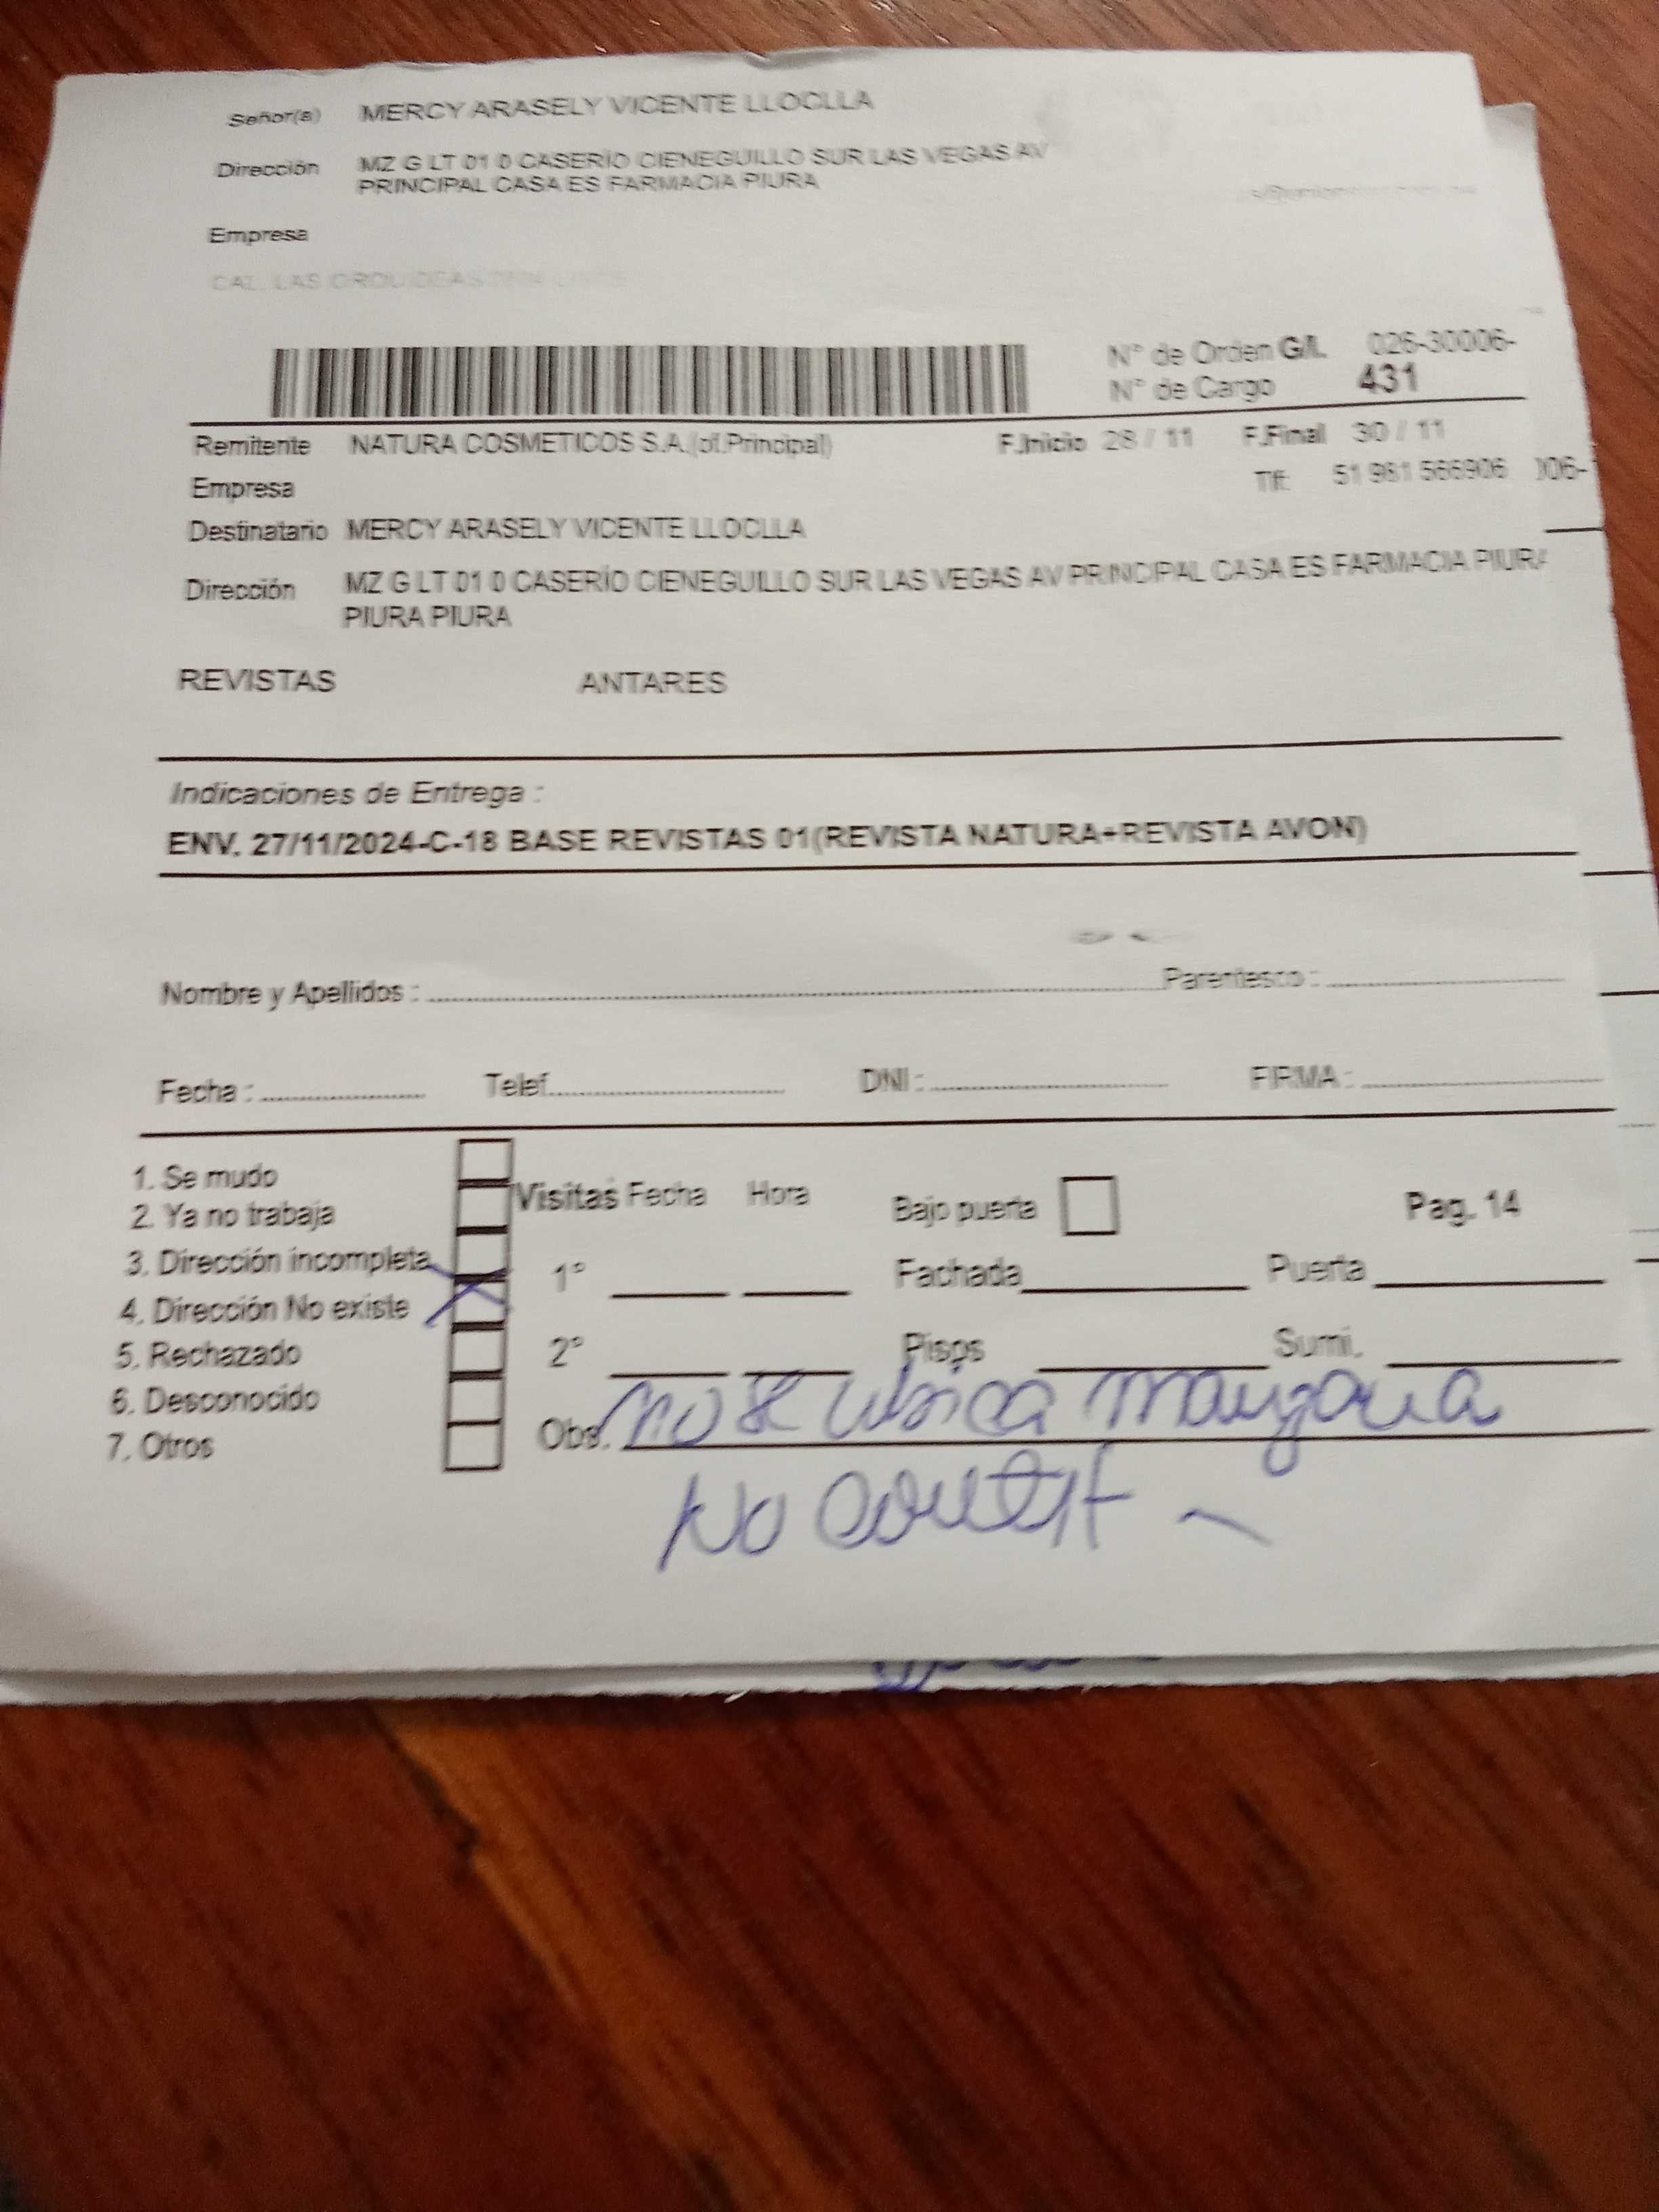 Señor(a) MERCY ARASELY VICENTE LLOCLLA
Dirección MZ G LT 01 0 CASERIO CIENEGUILLO SUR LAS VEGAS AV
PRINCIPAL CASA ES FARMACIA PIURA
Empresa
CAL. LAS ORQUIDEAS
N° de Orden G/L 026-30006-
N° de Cargo 431
Remitente NATURA COSMETICOS S.A.(of.Principal) F.Inicio 28 / 11 F.Final 30 / 11
Empresa Tlf: 51 981 566906
Destinatario MERCY ARASELY VICENTE LLOCLLA
Dirección MZ G LT 01 0 CASERIO CIENEGUILLO SUR LAS VEGAS AV PRINCIPAL CASA ES FARMACIA PIURA
PIURA PIURA
REVISTAS ANTARES
Indicaciones de Entrega :
ENV. 27/11/2024-C-18 BASE REVISTAS 01(REVISTA NATURA+REVISTA AVON)
Nombre y Apellidos : Parentesco :
Fecha : Telef. DNI : FIRMA :
1. Se mudo
2. Ya no trabaja
3. Dirección incompleta
4. Dirección No existe
5. Rechazado
6. Desconocido
7. Otros
Visitas Fecha Hora Bajo puerta Pag. 14
1° Fachada Puerta
2° Pisos Sumi.
Obs. no se ubica manzana
No contest